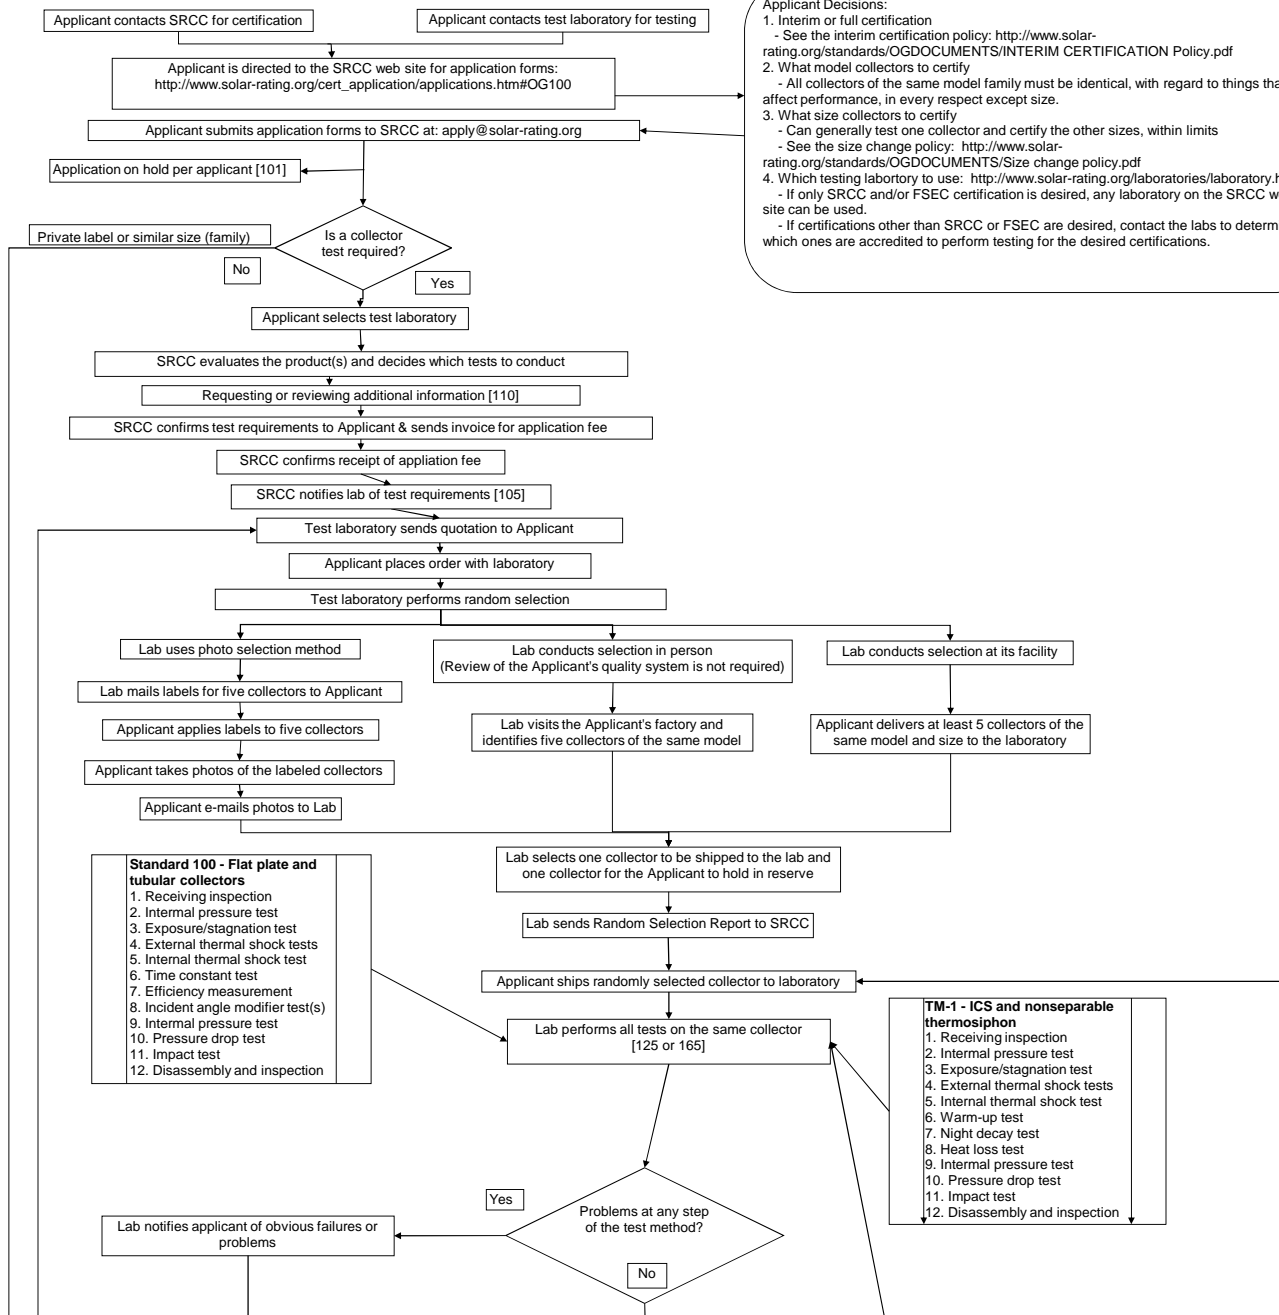 Applicant contacts SRCC for certification
Applicant contacts test laboratory for testing
Applicant is directed to the SRCC web site for application forms:
http://www.solar-rating.org/cert_application/applications.htm#OG100
Applicant Decisions:
1. Interim or full certification
- See the interim certification policy: http://www.solar-
rating.org/standards/OGDOCUMENTS/INTERIM CERTIFICATION Policy.pdf
2. What model collectors to certify
- All collectors of the same model family must be identical, with regard to things
affect performance, in every respect except size.
3. What size collectors to certify
- Can generally test one collector and certify the other sizes, within limits
- See the size change policy: http://www.solar-
rating.org/standards/OGDOCUMENTS/Size change policy.pdf
4. Which testing labortory to use: http://www.solar-rating.org/laboratories/laboratory.h
- If only SRCC and/or FSEC certification is desired, any laboratory on the SRCC
site can be used.
- If certifications other than SRCC or FSEC are desired, contact the labs to
which ones are accredited to perform testing for the desired certifications.
Applicant submits application forms to SRCC at: apply@solar-rating.org
Application on hold per applicant [101]
Private label or similar size (family)
Is a collector
test required?
No
Yes
Applicant selects test laboratory
SRCC evaluates the product(s) and decides which tests to conduct
Requesting or reviewing additional information [110]
SRCC confirms test requirements to Applicant & sends invoice for application fee
SRCC confirms receipt of appliation fee
SRCC notifies lab of test requirements [105]
Test laboratory sends quotation to Applicant
Applicant places order with laboratory
Test laboratory performs random selection
Lab uses photo selection method
Lab mails labels for five collectors to Applicant
Applicant applies labels to five collectors
Applicant takes photos of the labeled collectors
Applicant e-mails photos to Lab
Lab conducts selection in person
(Review of the Applicant's quality system is not required)
Lab visits the Applicant's factory and
identifies five collectors of the same model
Lab conducts selection at its facility
Applicant delivers at least 5 collectors of the
same model and size to the laboratory
Lab selects one collector to be shipped to the lab and
one collector for the Applicant to hold in reserve
Lab sends Random Selection Report to SRCC
Applicant ships randomly selected collector to laboratory
Lab performs all tests on the same collector
[125 or 165]
Standard 100 - Flat plate and
tubular collectors
1. Receiving inspection
2. Internal pressure test
3. Exposure/stagnation test
4. External thermal shock tests
5. Internal thermal shock test
6. Time constant test
7. Efficiency measurement
8. Incident angle modifier test(s)
9. Internal pressure test
10. Pressure drop test
11. Impact test
12. Disassembly and inspection
TM-1 - ICS and nonseparable
thermosiphon
1. Receiving inspection
2. Internal pressure test
3. Exposure/stagnation test
4. External thermal shock tests
5. Internal thermal shock test
6. Warm-up test
7. Night decay test
8. Heat loss test
9. Internal pressure test
10. Pressure drop test
11. Impact test
12. Disassembly and inspection
Problems at any step
of the test method?
Yes
No
Lab notifies applicant of obvious failures or
problems